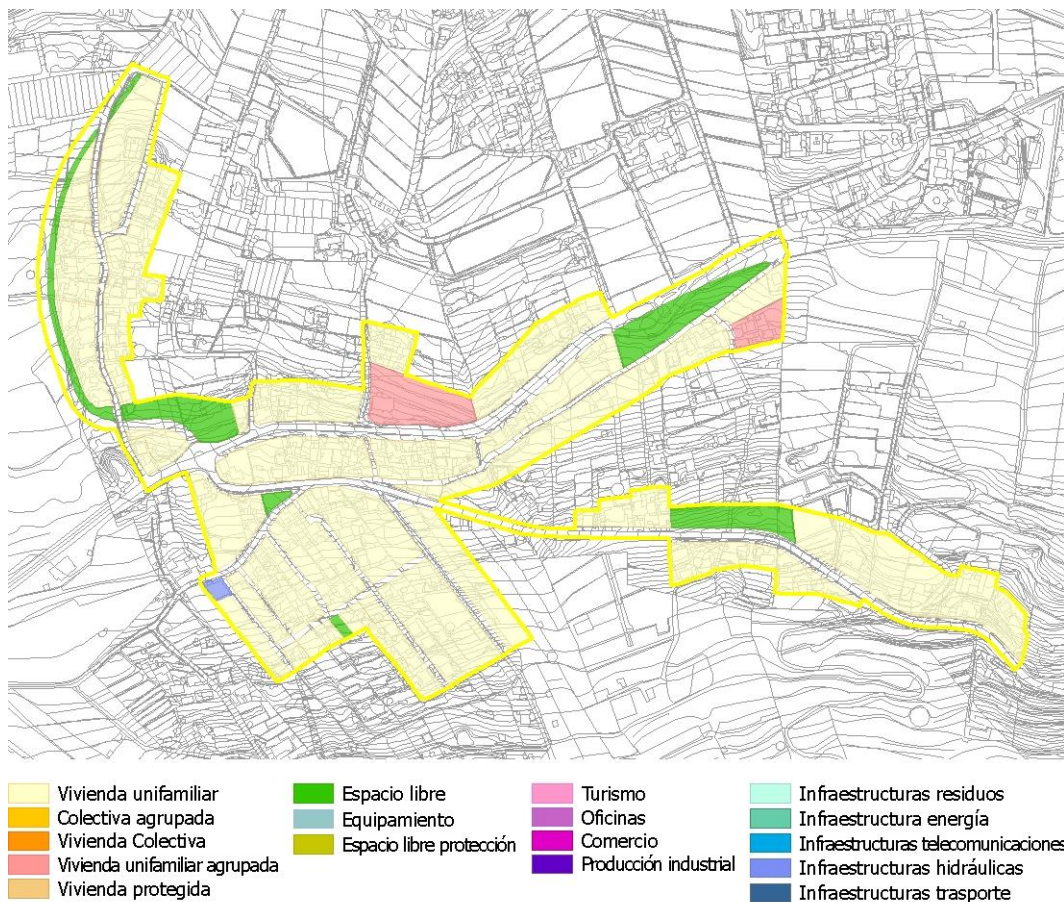 Vivienda unifamiliar
Colectiva agrupada
Vivienda Colectiva
Vivienda unifamiliar agrupada
Vivienda protegida
Espacio libre
Equipamiento
Espacio libre protección
Turismo
Oficinas
Comercio
Producción industrial
Infraestructuras residuos
Infraestructura energía
Infraestructuras telecomunicaciones
Infraestructuras hidráulicas
Infraestructuras trasporte